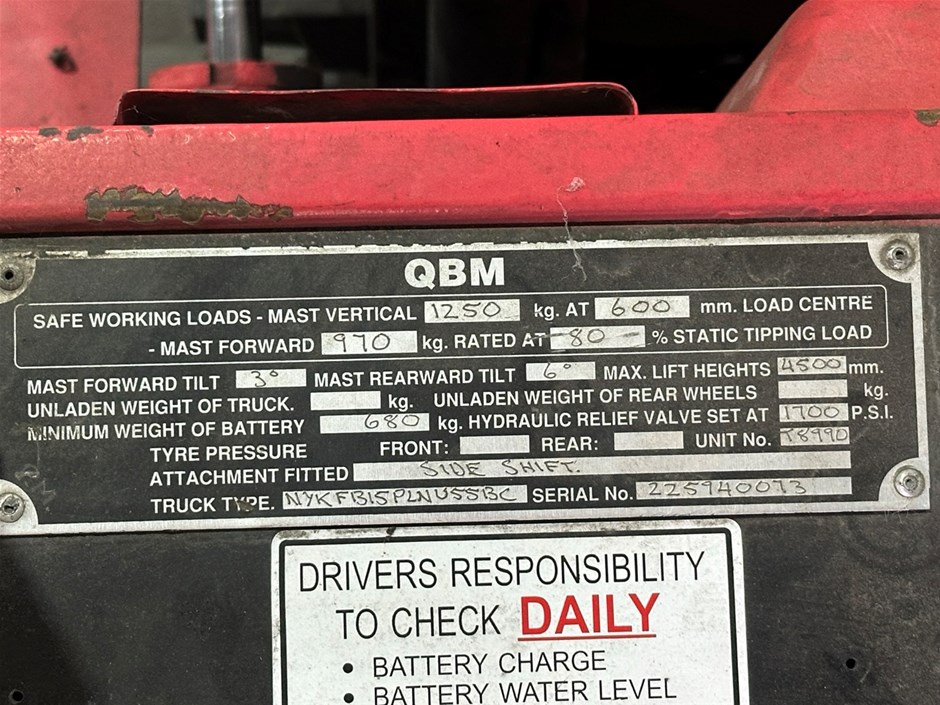 QBM
SAFE WORKING LOADS - MAST VERTICAL 1250 kg. AT 600 mm. LOAD CENTRE
- MAST FORWARD 970 kg. RATED AT 80 % STATIC TIPPING LOAD
MAST FORWARD TILT 3° MAST REARWARD TILT 6° MAX. LIFT HEIGHTS 4500 mm.
UNLADEN WEIGHT OF TRUCK. kg. UNLADEN WEIGHT OF REAR WHEELS kg.
MINIMUM WEIGHT OF BATTERY 680 kg. HYDRAULIC RELIEF VALVE SET AT 1700 P.S.I.
TYRE PRESSURE FRONT: REAR: UNIT No. T8990
ATTACHMENT FITTED SIDE SHIFT.
TRUCK TYPE. NYKFB15PLNUSSBC SERIAL No. 225940073
DRIVERS RESPONSIBILITY
TO CHECK DAILY
• BATTERY CHARGE
• BATTERY WATER LEVEL